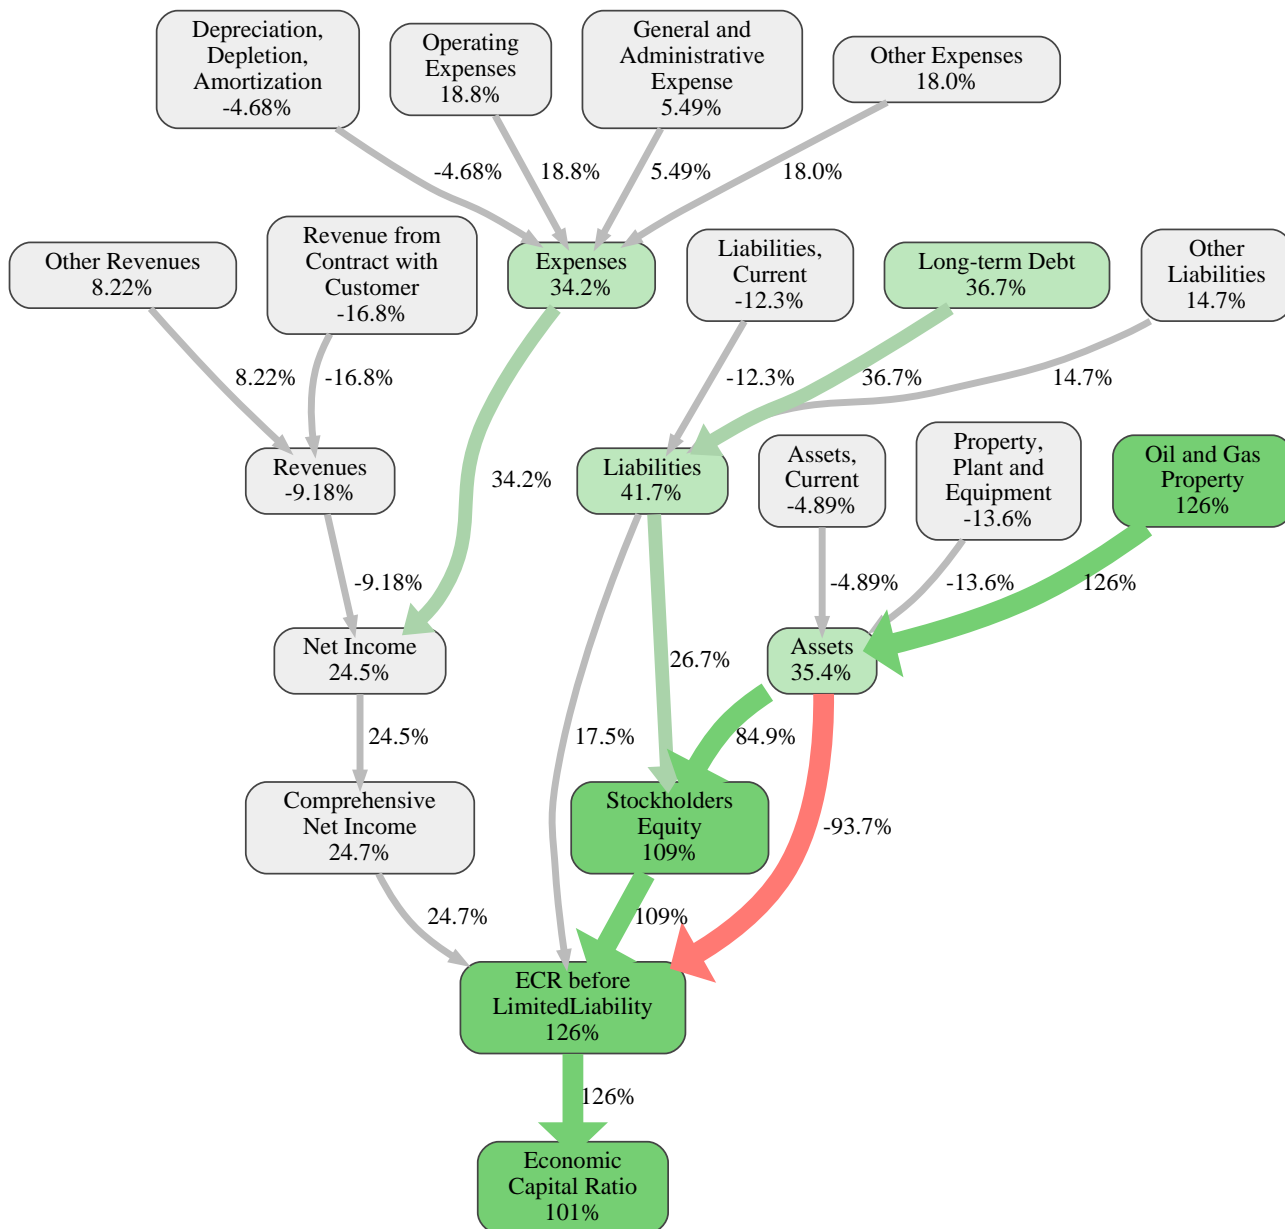 Depreciation,
Depletion,
Amortization
-4.68%
Operating
Expenses
18.8%
General and
Administrative
Expense
5.49%
Other Expenses
18.0%
-4.68%
18.8%
5.49%
18.0%
Other Revenues
8.22%
Revenue from
Contract with
Customer
-16.8%
Expenses
34.2%
Liabilities,
Current
-12.3%
Long-term Debt
36.7%
Other
Liabilities
14.7%
8.22%
-16.8%
-12.3%
36.7%
14.7%
Revenues
-9.18%
34.2%
Liabilities
41.7%
Assets,
Current
-4.89%
Property,
Plant and
Equipment
-13.6%
Oil and Gas
Property
126%
-9.18%
-4.89%
-13.6%
126%
Net Income
24.5%
26.7%
Assets
35.4%
24.5%
17.5%
84.9%
Comprehensive
Net Income
24.7%
Stockholders
Equity
109%
-93.7%
24.7%
109%
ECR before
LimitedLiability
126%
126%
Economic
Capital Ratio
101%